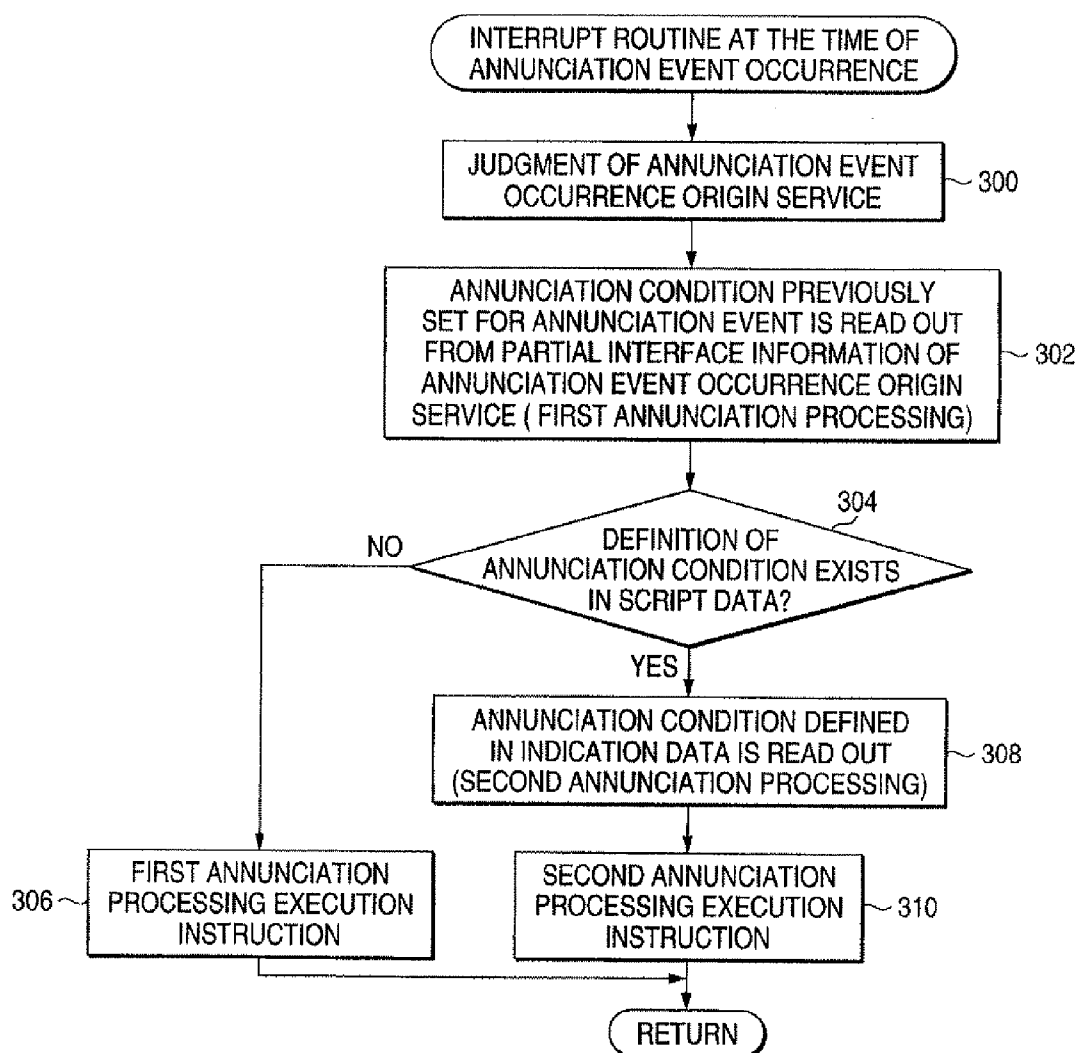 INTERRUPT ROUTINE AT THE TIME OF
ANNUNCIATION EVENT OCCURRENCE
JUDGMENT OF ANNUNCIATION EVENT
OCCURRENCE ORIGIN SERVICE
300
ANNUNCIATION CONDITION PREVIOUSLY
SET FOR ANNUNCIATION EVENT IS READ OUT
FROM PARTIAL INTERFACE INFORMATION OF
ANNUNCIATION EVENT OCCURRENCE ORIGIN
SERVICE ( FIRST ANNUNCIATION PROCESSING)
302
304
DEFINITION OF
ANNUNCIATION CONDITION EXISTS
IN SCRIPT DATA?
NO
YES
ANNUNCIATION CONDITION DEFINED
IN INDICATION DATA IS READ OUT
(SECOND ANNUNCIATION PROCESSING)
308
306
FIRST ANNUNCIATION
PROCESSING EXECUTION
INSTRUCTION
SECOND ANNUNCIATION
PROCESSING EXECUTION
INSTRUCTION
310
RETURN